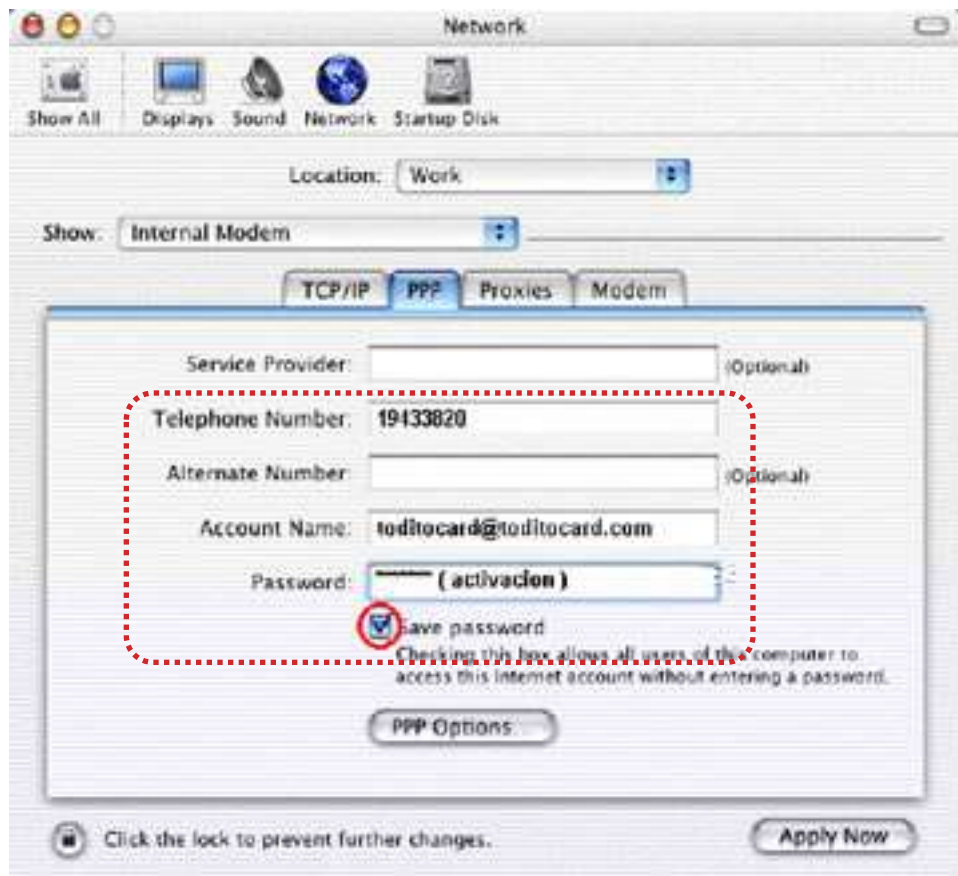 Network
Show All Displays Sound Network Startup Disk
Location: Work
Show: Internal Modem
TCP/IP PPP Proxies Modem
Service Provider: (Optional)
Telephone Number: 19433820
Alternate Number: (Optional)
Account Name: toditocard@toditocard.com
Password: ( activacion )
Save password
Checking this box allows all users of this computer to
access this Internet account without entering a password.
PPP Options...
Click the lock to prevent further changes.
Apply Now